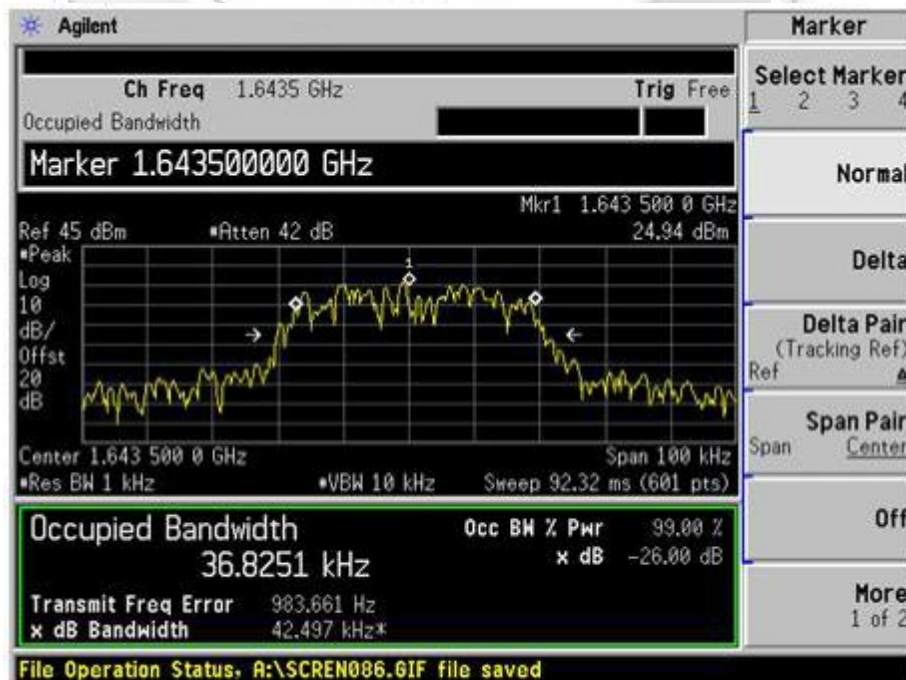 Agilent
Ch Freq 1.6435 GHz Trig Free
Occupied Bandwidth
Marker 1.643500000 GHz
Mkr1 1.643 500 0 GHz
Ref 45 dBm *Atten 42 dB 24.94 dBm
*Peak
Log
10
dB/
Offst
20
dB
1
Center 1.643 500 0 GHz Span 100 kHz
*Res BW 1 kHz *VBW 10 kHz Sweep 92.32 ms (601 pts)
Occupied Bandwidth Occ BW % Pwr 99.00 %
36.8251 kHz x dB -26.00 dB
Transmit Freq Error 983.661 Hz
x dB Bandwidth 42.497 kHz*
File Operation Status, A:\SCREN086.GIF file saved
Marker
Select Marker
1 2 3 4
Normal
Delta
Delta Pair
(Tracking Ref)
Ref
Span Pair
Span Center
Off
More
1 of 2